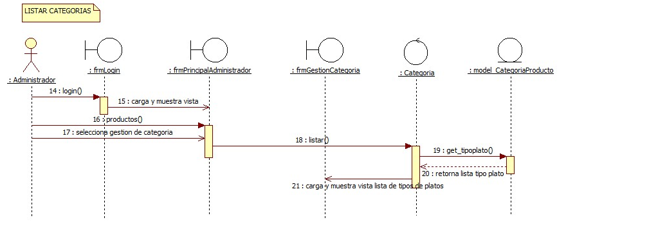 LISTAR CATEGORIAS
: Administrador
: frmLogin
: frmPrincipalAdministrador
: frmGestionCategoria
: Categoria
: model_CategoriaProducto
14 : login()
15 : carga y muestra vista
16 : productos()
17 : selecciona gestion de categoria
18 : listar()
19 : get_tipoplato()
20 : retorna lista tipo plato
21 : carga y muestra vista lista de tipos de platos